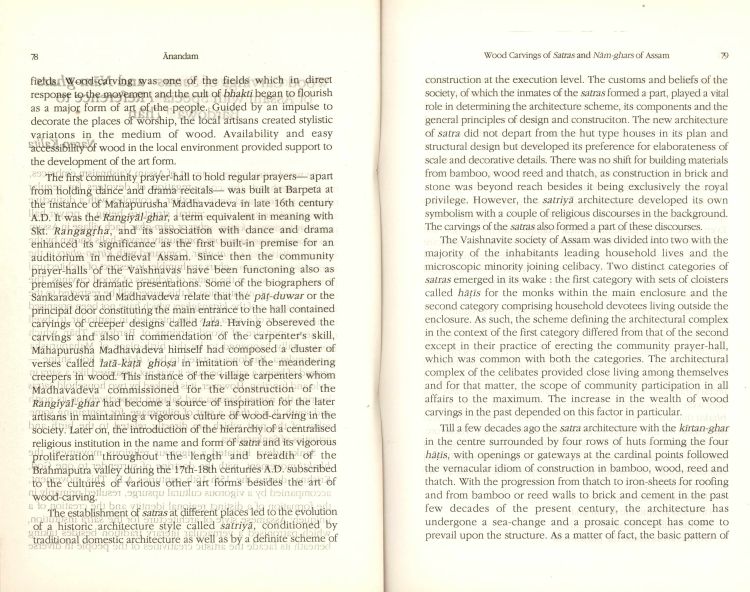 78
Ānandam
fields. Wood-carving was one of the fields which in direct
response to the movement and the cult of bhakti began to flourish
as a major form of art of the people. Guided by an impulse to
decorate the places of worship, the local artisans created stylistic
variatons in the medium of wood. Availability and easy
accessibility of wood in the local environment provided support to
the development of the art form.
The first community prayer-hall to hold regular prayers— apart
from holding dance and drama recitals— was built at Barpeta at
the instance of Mahapurusha Madhavadeva in late 16th century
A.D. It was the Rangiyāl-ghar, a term equivalent in meaning with
Skt. Rangagṛha, and its association with dance and drama
enhanced its significance as the first built-in premise for an
auditorium in medieval Assam. Since then the community
prayer-halls of the Vaishnavas have been functoning also as
premises for dramatic presentations. Some of the biographers of
Sankaradeva and Madhavadeva relate that the pāṭ-duwar or the
principal door constituting the main entrance to the hall contained
carvings of creeper designs called latā. Having obsereved the
carvings and also in commendation of the carpenter's skill,
Mahapurusha Madhavadeva himself had composed a cluster of
verses called latā-kaṭā ghoṣa in imitation of the meandering
creepers in wood. This instance of the village carpenters whom
Madhavadeva commissioned for the construction of the
Rangiyāl-ghar had become a source of inspiration for the later
artisans in maintaining a vigorous culture of wood-carving in the
society. Later on, the introduction of the hierarchy of a centralised
religious institution in the name and form of satra and its vigorous
proliferation throughout the length and breadth of the
Brahmaputra valley during the 17th-18th centuries A.D. subscribed
to the cultures of various other art forms besides the art of
wood-carving.
The establishment of satras at different places led to the evolution
of a historic architecture style called satriyā, conditioned by
traditional domestic architecture as well as by a definite scheme of
Wood Carvings of Satras and Nām-ghars of Assam
79
construction at the execution level. The customs and beliefs of the
society, of which the inmates of the satras formed a part, played a vital
role in determining the architecture scheme, its components and the
general principles of design and construciton. The new architecture
of satra did not depart from the hut type houses in its plan and
structural design but developed its preference for elaborateness of
scale and decorative details. There was no shift for building materials
from bamboo, wood reed and thatch, as construction in brick and
stone was beyond reach besides it being exclusively the royal
privilege. However, the satriyā architecture developed its own
symbolism with a couple of religious discourses in the background.
The carvings of the satras also formed a part of these discourses.
The Vaishnavite society of Assam was divided into two with the
majority of the inhabitants leading household lives and the
microscopic minority joining celibacy. Two distinct categories of
satras emerged in its wake : the first category with sets of cloisters
called hāṭis for the monks within the main enclosure and the
second category comprising household devotees living outside the
enclosure. As such, the scheme defining the architectural complex
in the context of the first category differed from that of the second
except in their practice of erecting the community prayer-hall,
which was common with both the categories. The architectural
complex of the celibates provided close living among themselves
and for that matter, the scope of community participation in all
affairs to the maximum. The increase in the wealth of wood
carvings in the past depended on this factor in particular.
Till a few decades ago the satra architecture with the kīrtan-ghar
in the centre surrounded by four rows of huts forming the four
hāṭis, with openings or gateways at the cardinal points followed
the vernacular idiom of construction in bamboo, wood, reed and
thatch. With the progression from thatch to iron-sheets for roofing
and from bamboo or reed walls to brick and cement in the past
few decades of the present century, the architecture has
undergone a sea-change and a prosaic concept has come to
prevail upon the structure. As a matter of fact, the basic pattern of